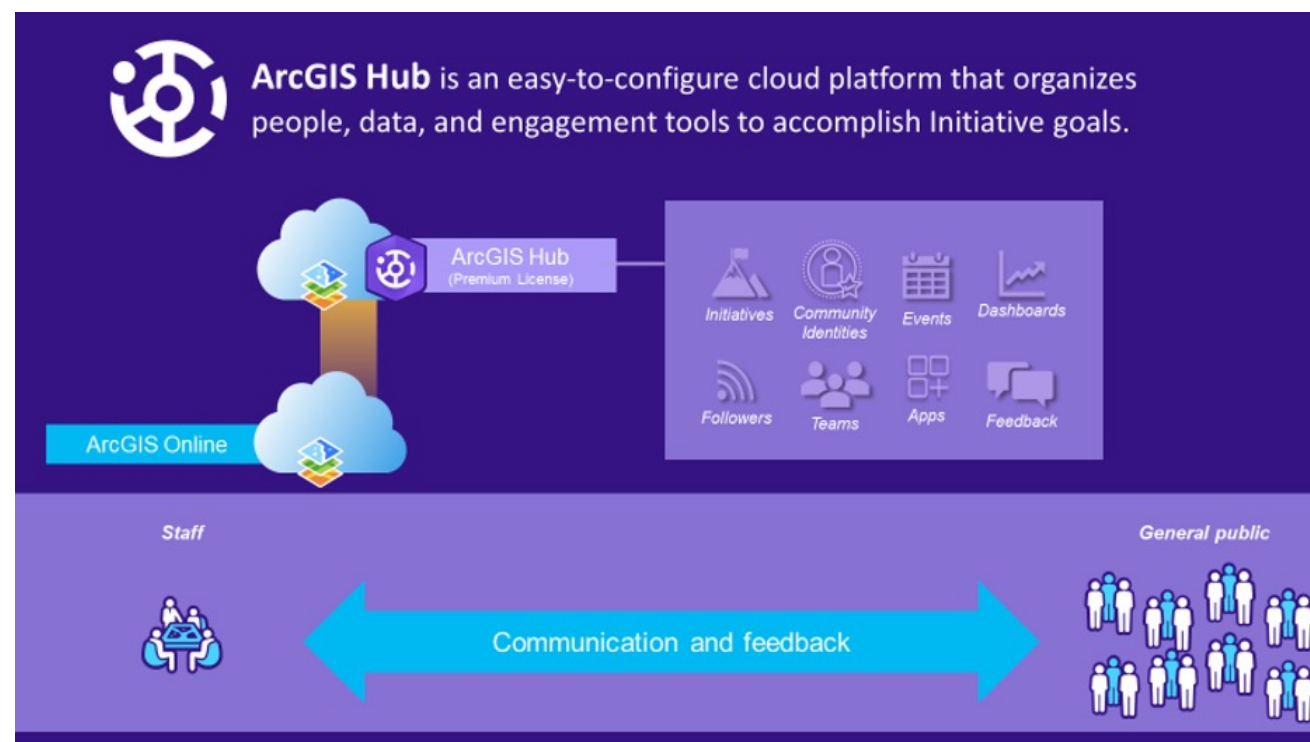 ArcGIS Hub is an easy-to-configure cloud platform that organizes
people, data, and engagement tools to accomplish Initiative goals.
ArcGIS Hub
(Premium License)
Initiatives
Community
Identities
Events
Dashboards
Followers
Teams
Apps
Feedback
ArcGIS Online
Staff
General public
Communication and feedback